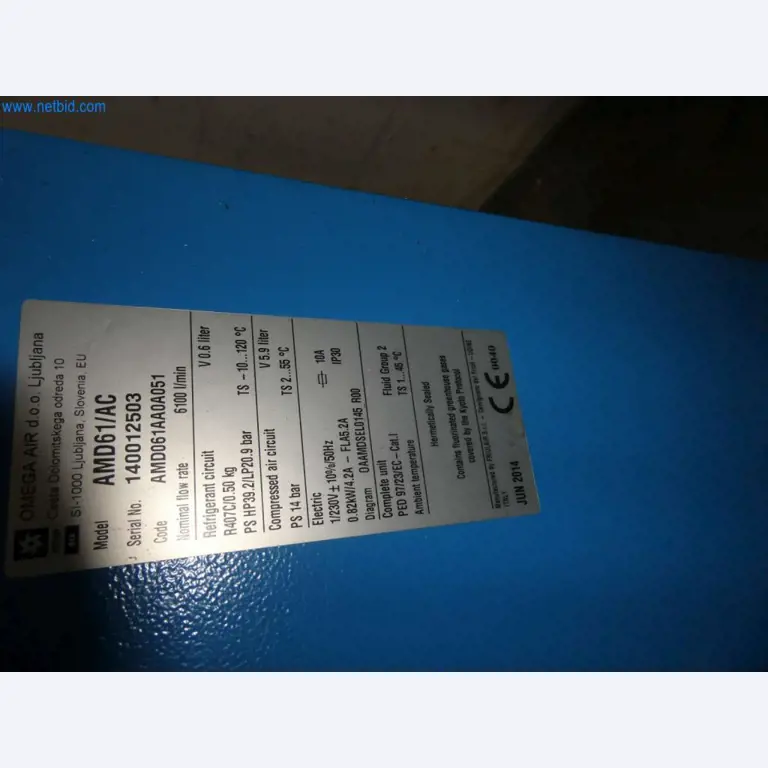 www.netbid.com
OMEGA AIR d.o.o. Ljubljana
Cesta Dolomitskega odreda 10
SI-1000 Ljubljana, Slovenia, EU
Model AMD61/AC
Serial No. 140012503
Code AMD061AA0A051
Nominal flow rate 6100 l/min
Refrigerant circuit V 0.6 liter
R407C/0.50 kg
PS HP39.2/LP20.9 bar TS -10...120 °C
Compressed air circuit V 5.9 liter
PS 14 bar TS 2...55 °C
Electric 10A
1/230V ± 10%/50Hz IP30
0.82kW/4.2A - FLA5.2A
Diagram OAAMDSEL0145 R00
Complete unit Fluid Group 2
PED 97/23/EC-Cat.I TS 1...45 °C
Ambient temperature
Hermetically Sealed
Contains fluorinated greenhouse gases
covered by the Kyoto Protocol
CE 0040
Manufactured by
ITALY
JUN 2014